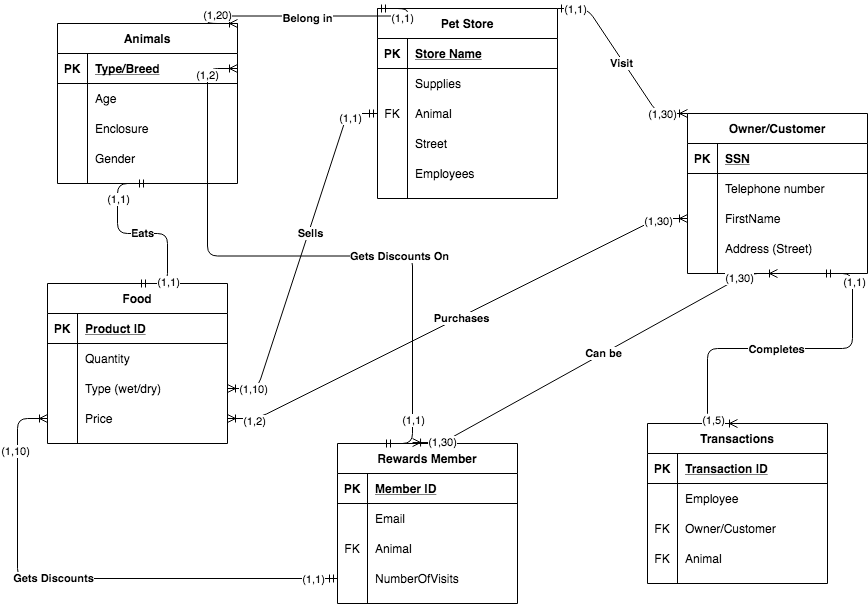 (1,20)
Belong in
(1,1)
(1,1)
Animals
PK Type/Breed
(1,2)
Age
Enclosure
Gender
(1,1)
Pet Store
PK Store Name
Supplies
FK Animal
Street
Employees
(1,1)
Visit
(1,30)
Owner/Customer
PK SSN
Telephone number
FirstName
Address (Street)
(1,30)
(1,30)
(1,1)
Eats
(1,1)
Sells
Gets Discounts On
Food
PK Product ID
Quantity
Type (wet/dry)
Price
(1,10)
(1,2)
(1,10)
Purchases
Can be
Completes
(1,1)
(1,30)
(1,5)
Rewards Member
PK Member ID
Email
FK Animal
NumberOfVisits
Gets Discounts
(1,1)
Transactions
PK Transaction ID
Employee
FK Owner/Customer
FK Animal